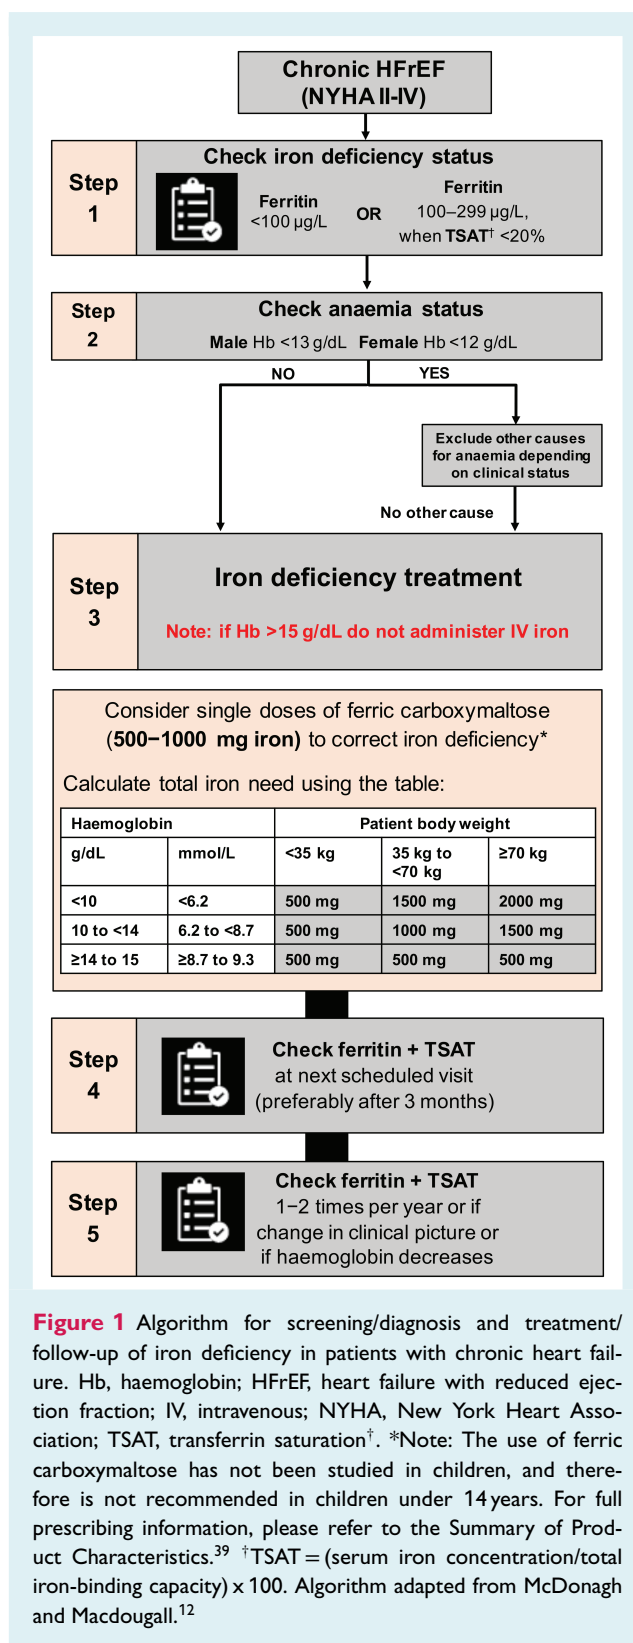 Chronic HFrEF
(NYHA II-IV)
Step
1
Check iron deficiency status
Ferritin
<100 µg/L
OR
Ferritin
100–299 µg/L,
when TSAT† <20%
Step
2
Check anaemia status
Male Hb <13 g/dL Female Hb <12 g/dL
NO
YES
Exclude other causes
for anaemia depending
on clinical status
No other cause
Step
3
Iron deficiency treatment
Note: if Hb >15 g/dL do not administer IV iron
Consider single doses of ferric carboxymaltose
(500−1000 mg iron) to correct iron deficiency*
Calculate total iron need using the table:
Haemoglobin Patient body weight
g/dL mmol/L <35 kg 35 kg to <70 kg ≥70 kg
<10 <6.2 500 mg 1500 mg 2000 mg
10 to <14 6.2 to <8.7 500 mg 1000 mg 1500 mg
≥14 to 15 ≥8.7 to 9.3 500 mg 500 mg 500 mg
Step
4
Check ferritin + TSAT
at next scheduled visit
(preferably after 3 months)
Step
5
Check ferritin + TSAT
1−2 times per year or if
change in clinical picture or
if haemoglobin decreases
Figure 1 Algorithm for screening/diagnosis and treatment/
follow-up of iron deficiency in patients with chronic heart fail-
ure. Hb, haemoglobin; HFrEF, heart failure with reduced ejec-
tion fraction; IV, intravenous; NYHA, New York Heart Asso-
ciation; TSAT, transferrin saturation†. *Note: The use of ferric
carboxymaltose has not been studied in children, and there-
fore is not recommended in children under 14 years. For full
prescribing information, please refer to the Summary of Prod-
uct Characteristics.39 †TSAT = (serum iron concentration/total
iron-binding capacity) x 100. Algorithm adapted from McDonagh
and Macdougall.12